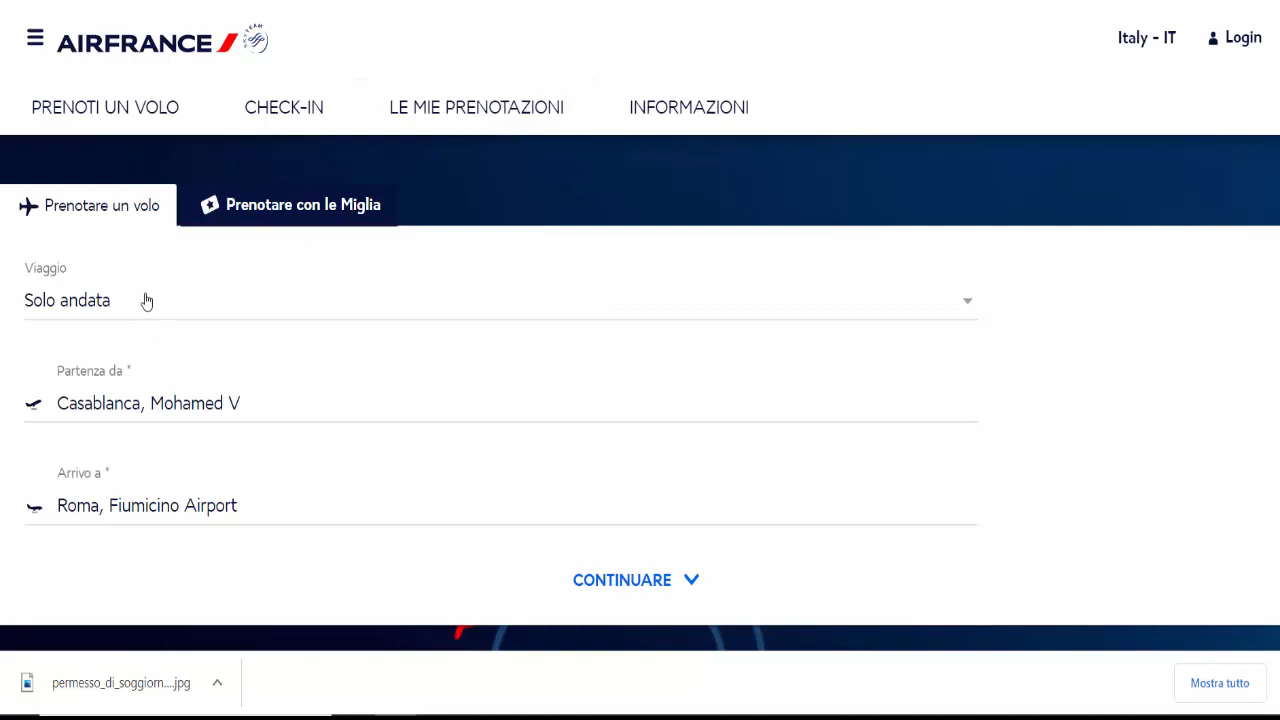 AIRFRANCE
SKYTEAM
Italy - IT
Login
PRENOTI UN VOLO
CHECK-IN
LE MIE PRENOTAZIONI
INFORMAZIONI
Prenotare un volo
Prenotare con le Miglia
Viaggio
Solo andata
Partenza da *
Casablanca, Mohamed V
Arrivo a *
Roma, Fiumicino Airport
CONTINUARE
permesso_di_soggiorn....jpg
Mostra tutto